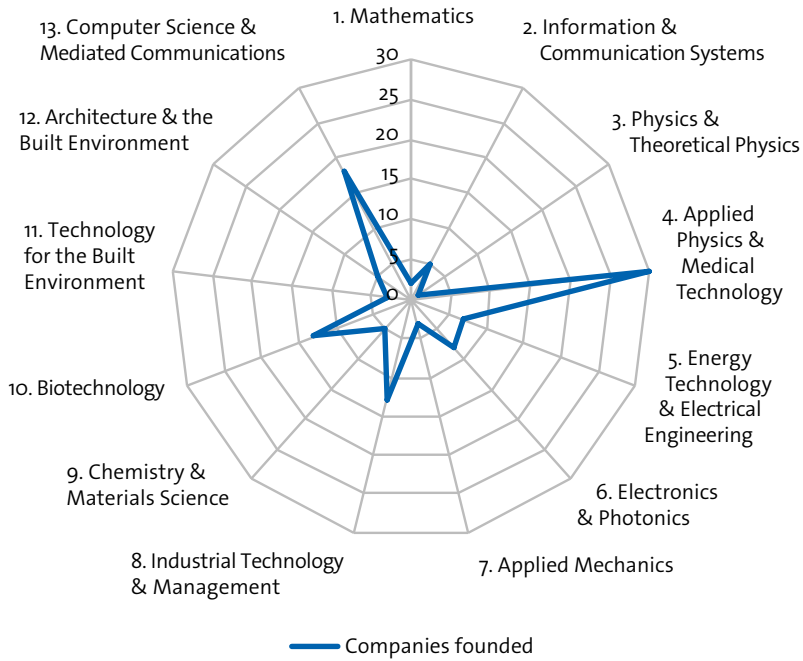 1. Mathematics
2. Information &
Communication Systems
3. Physics &
Theoretical Physics
4. Applied
Physics &
Medical
Technology
5. Energy
Technology
& Electrical
Engineering
6. Electronics
& Photonics
7. Applied Mechanics
8. Industrial Technology
& Management
9. Chemistry &
Materials Science
10. Biotechnology
11. Technology
for the Built
Environment
12. Architecture & the
Built Environment
13. Computer Science &
Mediated Communications
30
25
20
15
10
5
0
Companies founded